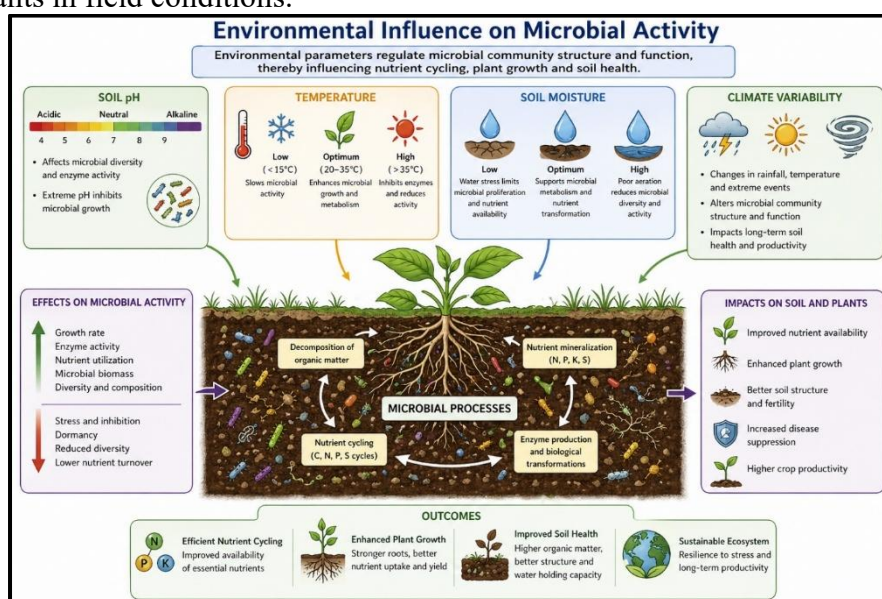 ants in field conditions.
Environmental Influence on Microbial Activity
Environmental parameters regulate microbial community structure and function,
thereby influencing nutrient cycling, plant growth and soil health.
SOIL pH
Acidic Neutral Alkaline
4 5 6 7 8 9
• Affects microbial diversity
and enzyme activity
• Extreme pH inhibits
microbial growth
TEMPERATURE
Low
(<15°C)
Slows microbial
activity
Optimum
(20–35°C)
Enhances microbial
growth and
metabolism
High
(>35°C)
Inhibits enzymes
and reduces
activity
SOIL MOISTURE
Low
Water stress limits
microbial proliferation
and nutrient
availability
Optimum
Supports microbial
metabolism and
nutrient
transformation
High
Poor aeration
reduces microbial
diversity and
activity
CLIMATE VARIABILITY
• Changes in rainfall, temperature
and extreme events
• Alters microbial community
structure and function
• Impacts long-term soil
health and productivity
EFFECTS ON MICROBIAL ACTIVITY
Growth rate
Enzyme activity
Nutrient utilization
Microbial biomass
Diversity and composition
Stress and inhibition
Dormancy
Reduced diversity
Lower nutrient turnover
Decomposition of
organic matter
Nutrient mineralization
(N, P, K, S)
MICROBIAL PROCESSES
Nutrient cycling
(C, N, P, S cycles)
Enzyme production
and biological
transformations
IMPACTS ON SOIL AND PLANTS
Improved nutrient availability
Enhanced plant growth
Better soil structure
and fertility
Increased disease
suppression
Higher crop productivity
OUTCOMES
N
P
K
Efficient Nutrient Cycling
Improved availability
of essential nutrients
Enhanced Plant Growth
Stronger roots, better
nutrient uptake and yield
Improved Soil Health
Higher organic matter,
better structure and
water holding capacity
Sustainable Ecosystem
Resilience to stress and
long-term productivity